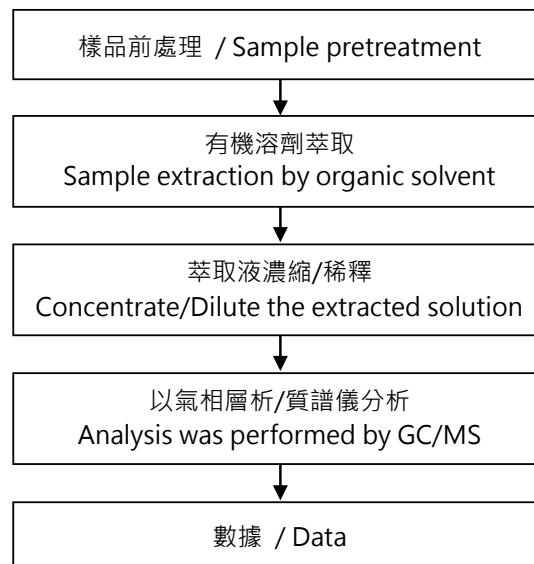 樣品前處理 / Sample pretreatment
有機溶劑萃取
Sample extraction by organic solvent
萃取液濃縮/稀釋
Concentrate/Dilute the extracted solution
以氣相層析/質譜儀分析
Analysis was performed by GC/MS
數據 / Data